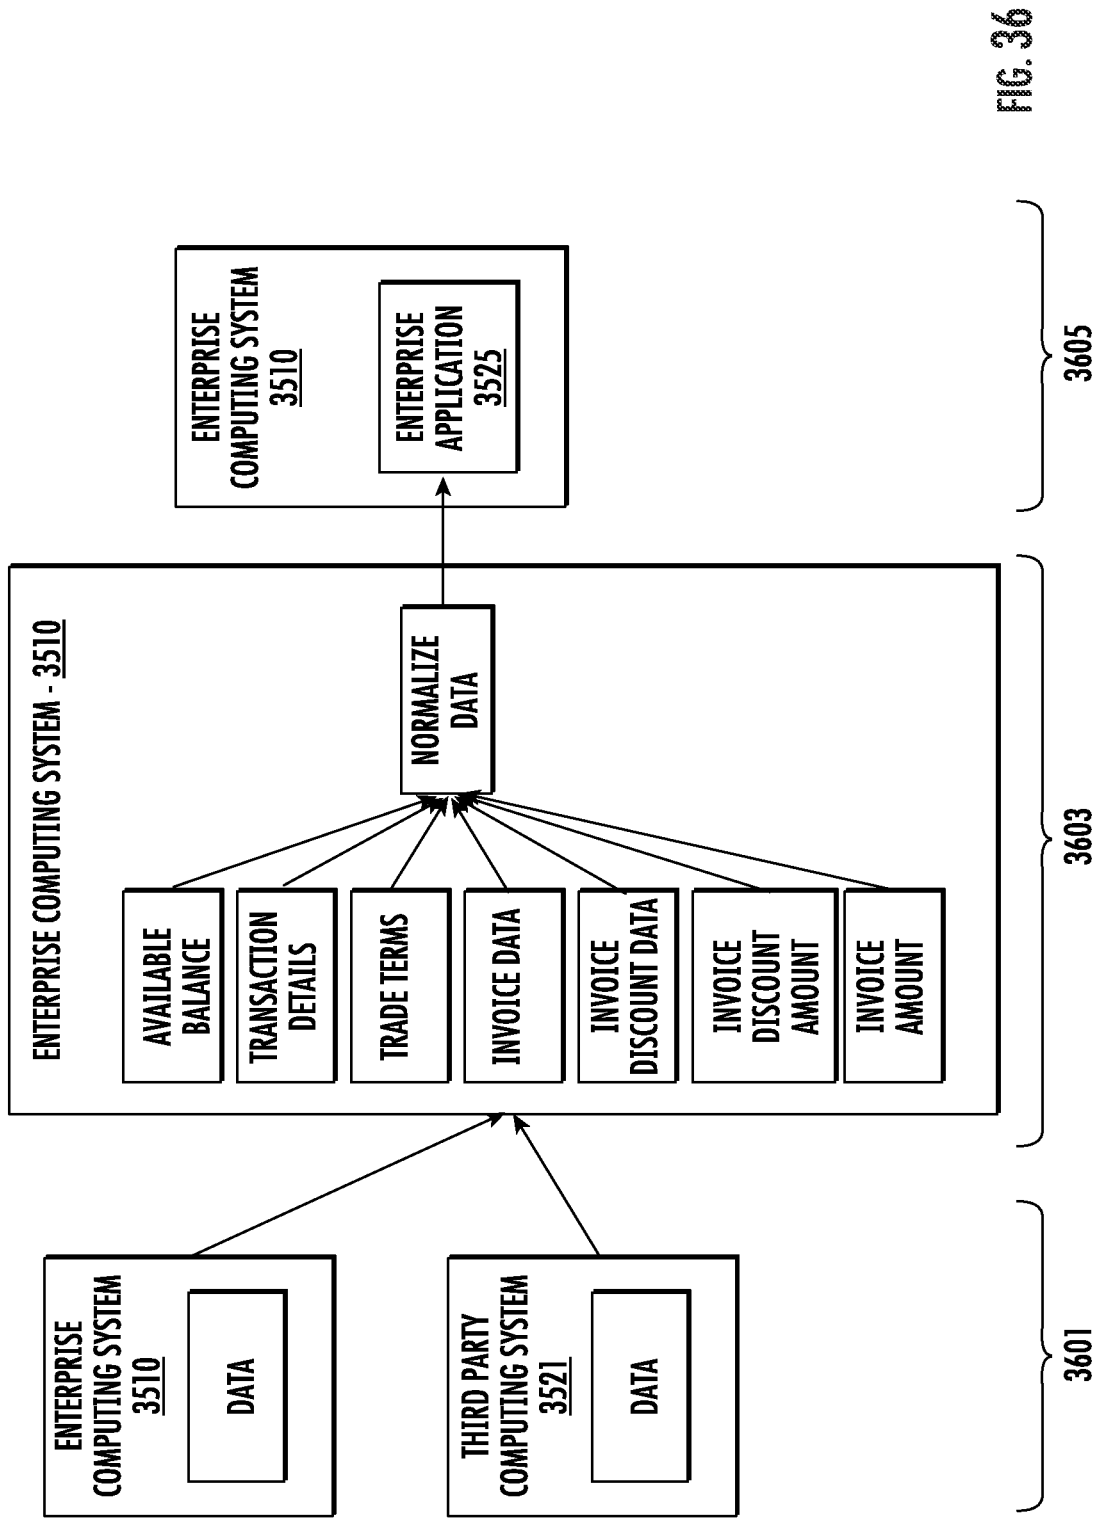 ENTERPRISE
COMPUTING SYSTEM
3510
DATA
THIRD PARTY
COMPUTING SYSTEM
3521
DATA
3601
ENTERPRISE COMPUTING SYSTEM - 3510
AVAILABLE
BALANCE
TRANSACTION
DETAILS
TRADE TERMS
INVOICE DATA
INVOICE
DISCOUNT DATA
INVOICE
DISCOUNT
AMOUNT
INVOICE
AMOUNT
NORMALIZE
DATA
3603
ENTERPRISE
COMPUTING SYSTEM
3510
ENTERPRISE
APPLICATION
3525
3605
FIG. 36